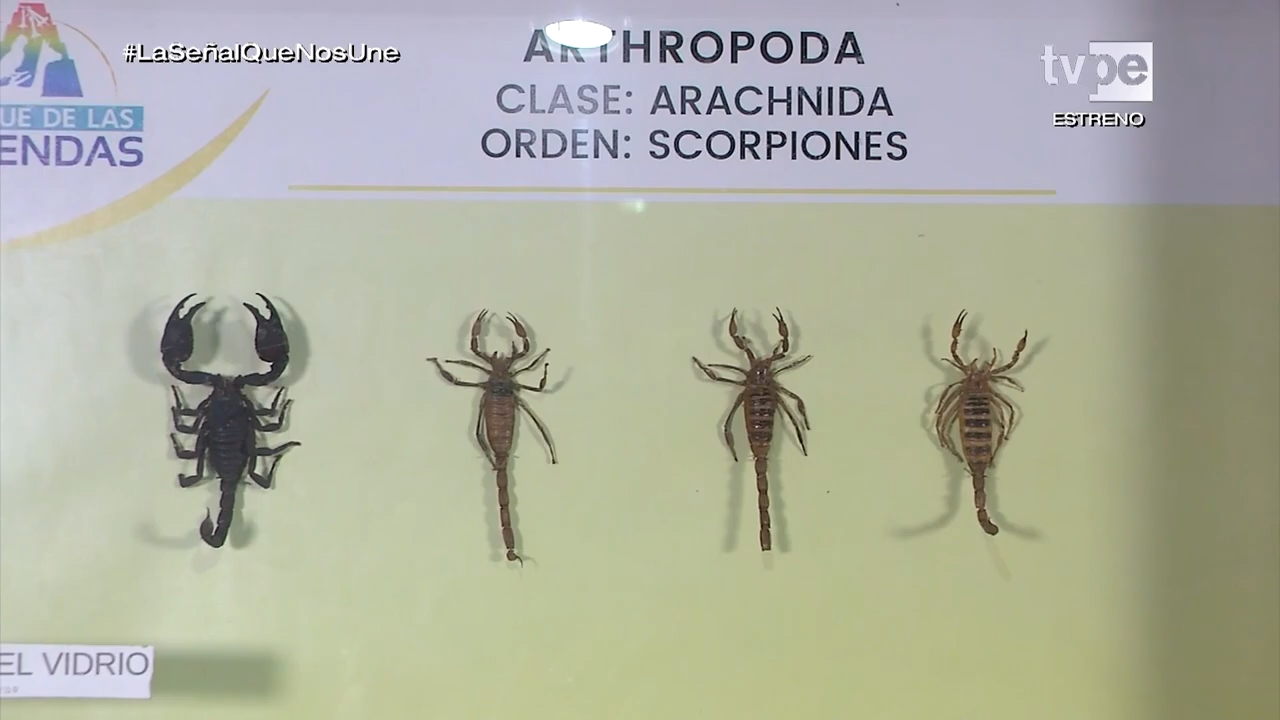 #LaSeñalQueNosUne
ARTHROPODA
CLASE: ARACHNIDA
ORDEN: SCORPIONES
tvpe
ESTRENO
UE DE LAS
ENDAS
EL VIDRIO